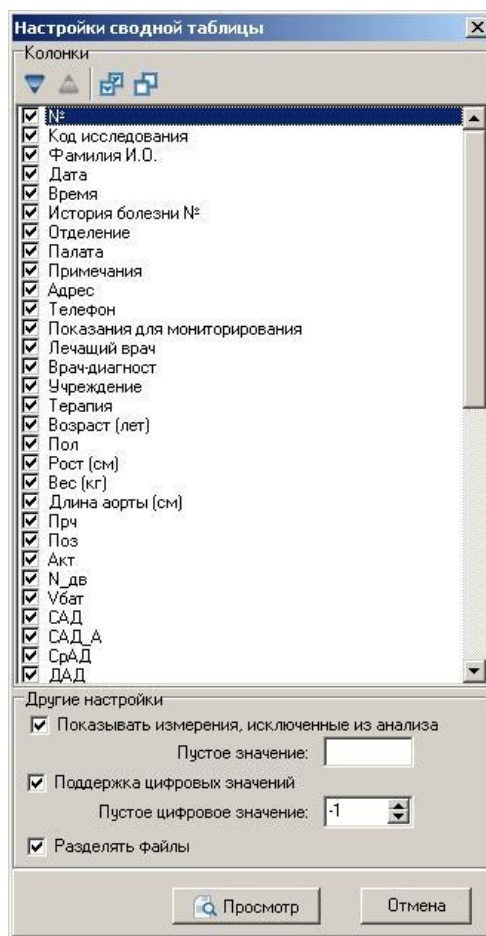 Настройки сводной таблицы
Колонки
№
Код исследования
Фамилия И.О.
Дата
Время
История болезни №
Отделение
Палата
Примечания
Адрес
Телефон
Показания для мониторирования
Лечащий врач
Врач-диагност
Учреждение
Терапия
Возраст (лет)
Пол
Рост (см)
Вес (кг)
Длина аорты (см)
Прч
Поз
Акт
N_дв
Vбат
САД
САД_А
СрАД
ДАД
Другие настройки
Показывать измерения, исключенные из анализа
Пустое значение:
Поддержка цифровых значений
Пустое цифровое значение: -1
Разделять файлы
Просмотр Отмена